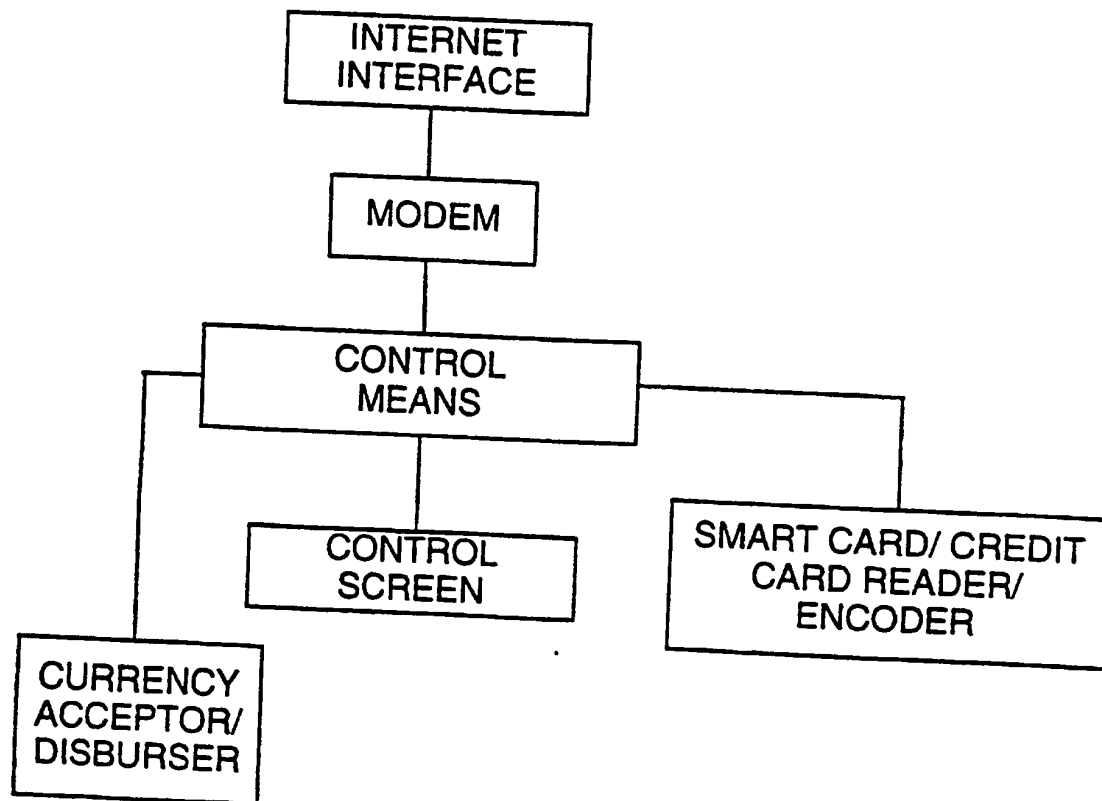 INTERNET
INTERFACE
MODEM
CONTROL
MEANS
CONTROL
SCREEN
SMART CARD/ CREDIT
CARD READER/
ENCODER
CURRENCY
ACCEPTOR/
DISBURSER